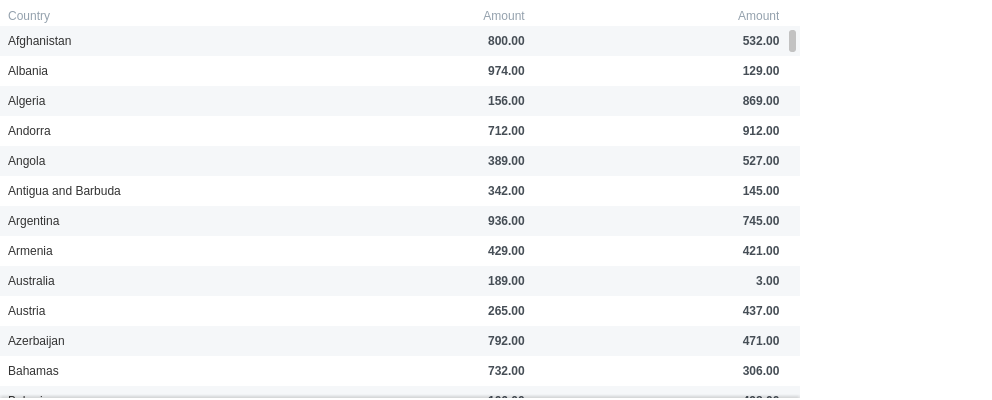 Country Amount Amount
Afghanistan 800.00 532.00
Albania 974.00 129.00
Algeria 156.00 869.00
Andorra 712.00 912.00
Angola 389.00 527.00
Antigua and Barbuda 342.00 145.00
Argentina 936.00 745.00
Armenia 429.00 421.00
Australia 189.00 3.00
Austria 265.00 437.00
Azerbaijan 792.00 471.00
Bahamas 732.00 306.00